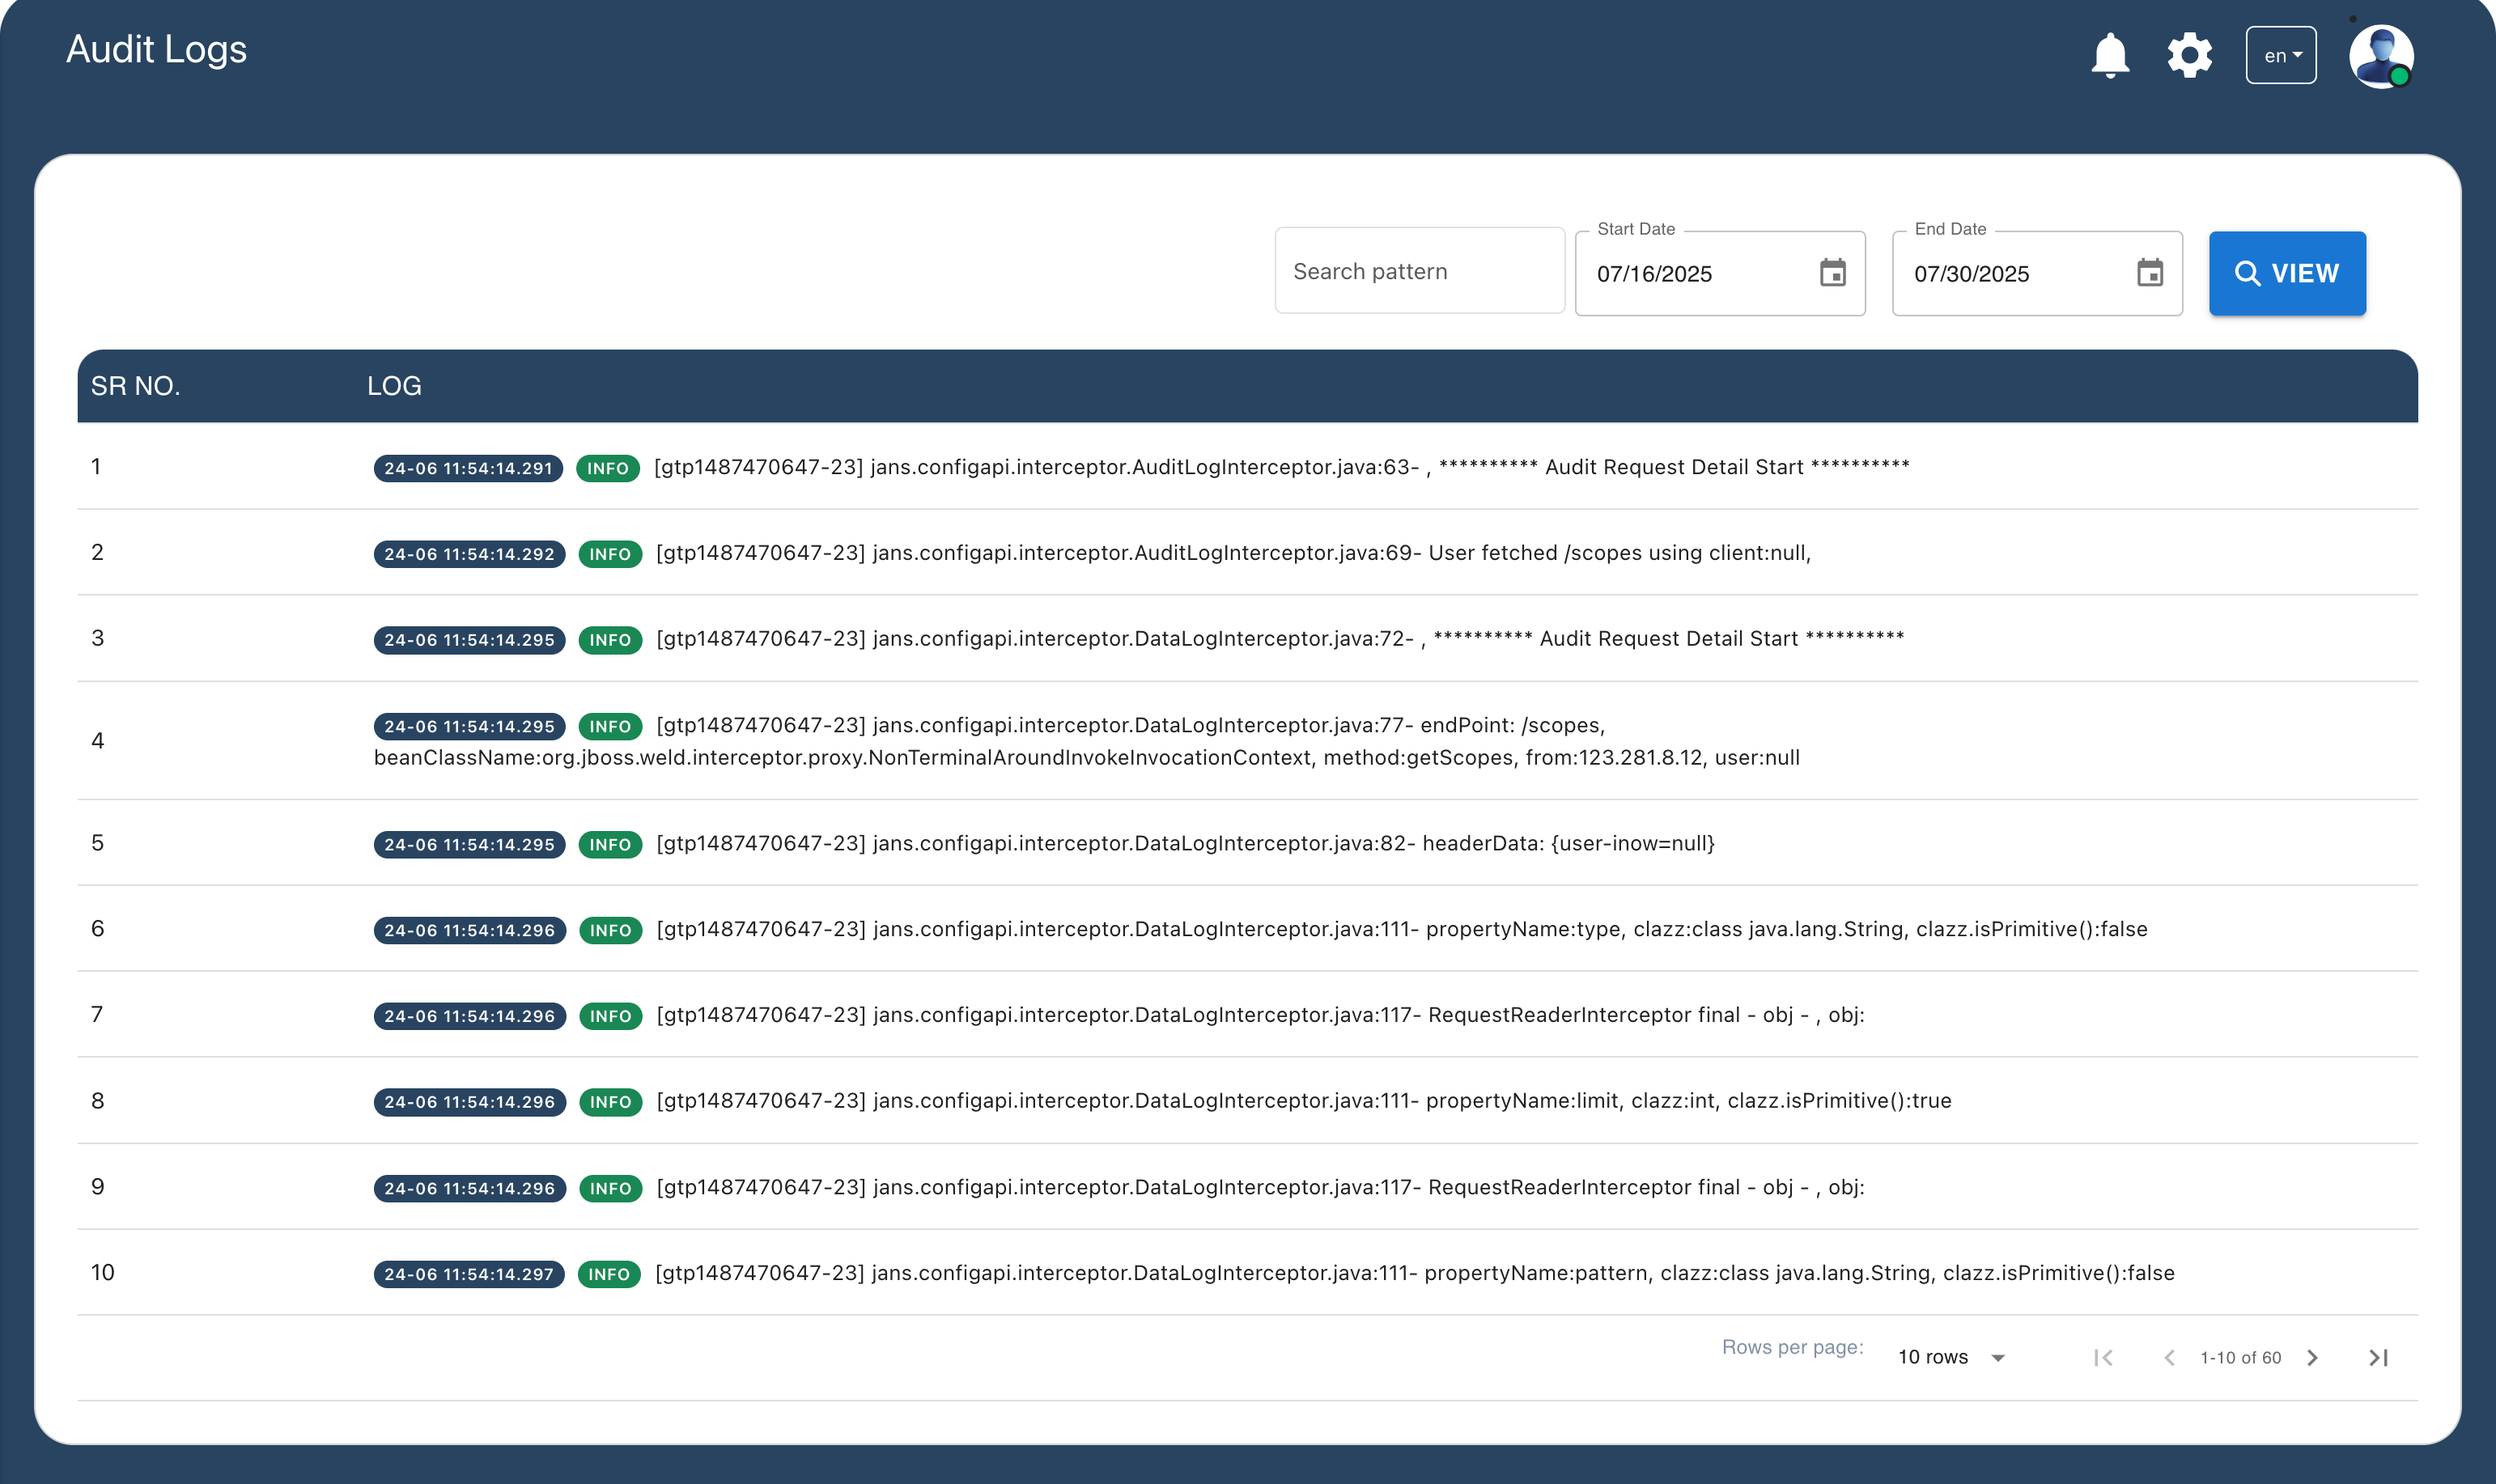 Audit Logs
en
Search pattern
Start Date
07/16/2025
End Date
07/30/2025
VIEW
SR NO. LOG
1 24-06 11:54:14.291 INFO [gtp1487470647-23] jans.configapi.interceptor.AuditLogInterceptor.java:63- , ********** Audit Request Detail Start **********
2 24-06 11:54:14.292 INFO [gtp1487470647-23] jans.configapi.interceptor.AuditLogInterceptor.java:69- User fetched /scopes using client:null,
3 24-06 11:54:14.295 INFO [gtp1487470647-23] jans.configapi.interceptor.DataLogInterceptor.java:72- , ********** Audit Request Detail Start **********
4 24-06 11:54:14.295 INFO [gtp1487470647-23] jans.configapi.interceptor.DataLogInterceptor.java:77- endPoint: /scopes,
beanClassName:org.jboss.weld.interceptor.proxy.NonTerminalAroundInvokeInvocationContext, method:getScopes, from:123.281.8.12, user:null
5 24-06 11:54:14.295 INFO [gtp1487470647-23] jans.configapi.interceptor.DataLogInterceptor.java:82- headerData: {user-inow=null}
6 24-06 11:54:14.296 INFO [gtp1487470647-23] jans.configapi.interceptor.DataLogInterceptor.java:111- propertyName:type, clazz:class java.lang.String, clazz.isPrimitive():false
7 24-06 11:54:14.296 INFO [gtp1487470647-23] jans.configapi.interceptor.DataLogInterceptor.java:117- RequestReaderInterceptor final - obj - , obj:
8 24-06 11:54:14.296 INFO [gtp1487470647-23] jans.configapi.interceptor.DataLogInterceptor.java:111- propertyName:limit, clazz:int, clazz.isPrimitive():true
9 24-06 11:54:14.296 INFO [gtp1487470647-23] jans.configapi.interceptor.DataLogInterceptor.java:117- RequestReaderInterceptor final - obj - , obj:
10 24-06 11:54:14.297 INFO [gtp1487470647-23] jans.configapi.interceptor.DataLogInterceptor.java:111- propertyName:pattern, clazz:class java.lang.String, clazz.isPrimitive():false
Rows per page: 10 rows 1-10 of 60